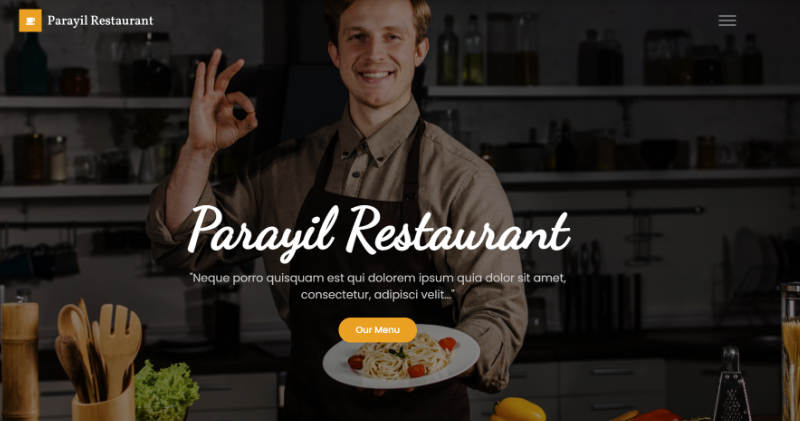 Parayil Restaurant
Parayil Restaurant
"Neque porro quisquam est qui dolorem ipsum quia dolor sit amet,
consectetur, adipisci velit..."
Our Menu